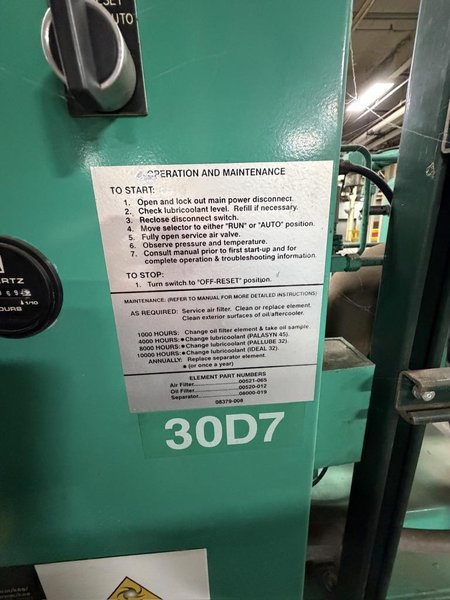 RESET
AUTO
OPERATION AND MAINTENANCE
TO START:
1. Open and lock out main power disconnect.
2. Check lubricoolant level. Refill if necessary.
3. Reclose disconnect switch.
4. Move selector to either "RUN" or "AUTO" position.
5. Fully open service air valve.
6. Observe pressure and temperature.
7. Consult manual prior to first start-up and for
complete operation & troubleshooting information.
TO STOP:
1. Turn switch to "OFF-RESET" position.
MAINTENANCE: (REFER TO MANUAL FOR MORE DETAILED INSTRUCTIONS)
AS REQUIRED: Service air filter. Clean or replace element.
Clean exterior surfaces of oil/aftercooler.
1000 HOURS: Change oil filter element & take oil sample.
4000 HOURS: ● Change lubricoolant (PALASYN 45).
8000 HOURS: ● Change lubricoolant (PALLUBE 32).
10000 HOURS: ● Change lubricoolant (IDEAL 32).
ANNUALLY: Replace separator element.
● (or once a year)
ELEMENT PART NUMBERS
Air Filter..................00521-065
Oil Filter..................00520-012
Separator..................08000-019
08379-008
30D7
ERTZ
1/10
OURS